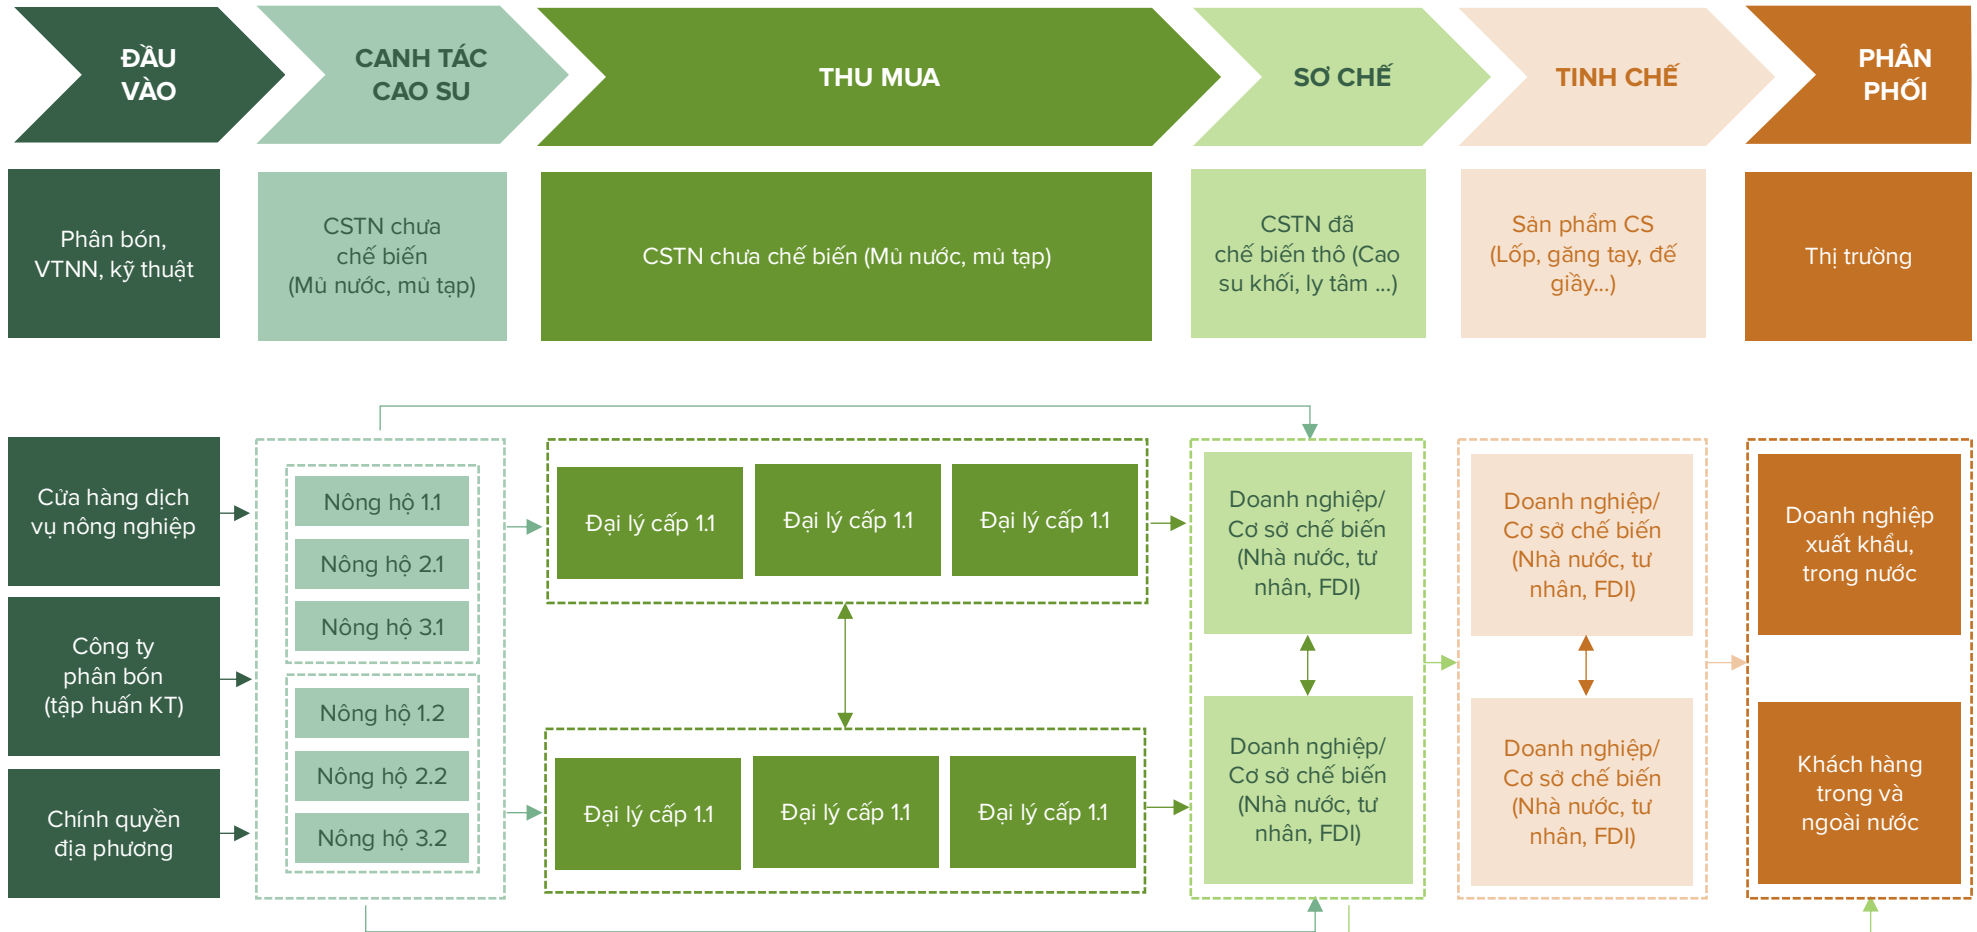 ĐẦU
VÀO
CANH TÁC
CAO SU
THU MUA
SƠ CHẾ
TINH CHẾ
PHÂN
PHỐI
Phân bón,
VTNN, kỹ thuật
CSTN chưa
chế biến
(Mủ nước, mủ tạp)
CSTN chưa chế biến (Mủ nước, mủ tạp)
CSTN đã
chế biến thô (Cao
su khối, ly tâm ...)
Sản phẩm CS
(Lốp, găng tay, đế
giầy...)
Thị trường
Cửa hàng dịch
vụ nông nghiệp
Công ty
phân bón
(tập huấn KT)
Chính quyền
địa phương
Nông hộ 1.1
Nông hộ 2.1
Nông hộ 3.1
Nông hộ 1.2
Nông hộ 2.2
Nông hộ 3.2
Đại lý cấp 1.1
Đại lý cấp 1.1
Đại lý cấp 1.1
Đại lý cấp 1.1
Đại lý cấp 1.1
Đại lý cấp 1.1
Doanh nghiệp/
Cơ sở chế biến
(Nhà nước, tư
nhân, FDI)
Doanh nghiệp/
Cơ sở chế biến
(Nhà nước, tư
nhân, FDI)
Doanh nghiệp/
Cơ sở chế biến
(Nhà nước, tư
nhân, FDI)
Doanh nghiệp/
Cơ sở chế biến
(Nhà nước, tư
nhân, FDI)
Doanh nghiệp
xuất khẩu,
trong nước
Khách hàng
trong và
ngoài nước